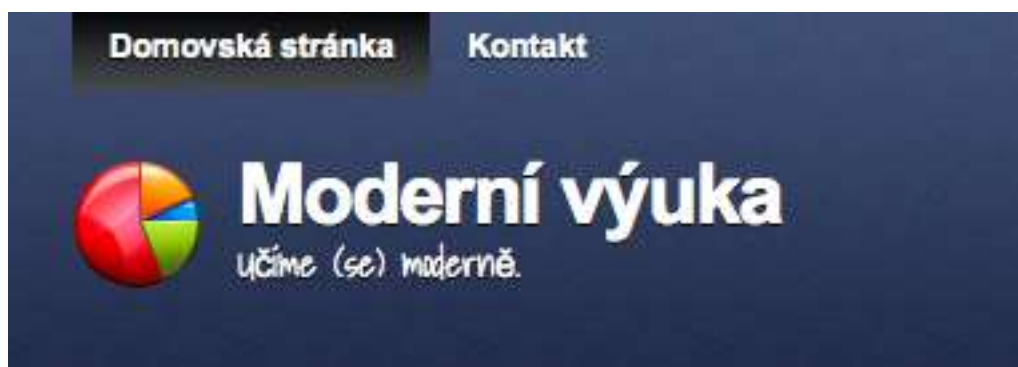 Domovská stránka Kontakt
Moderní výuka
Učíme (se) moderně.